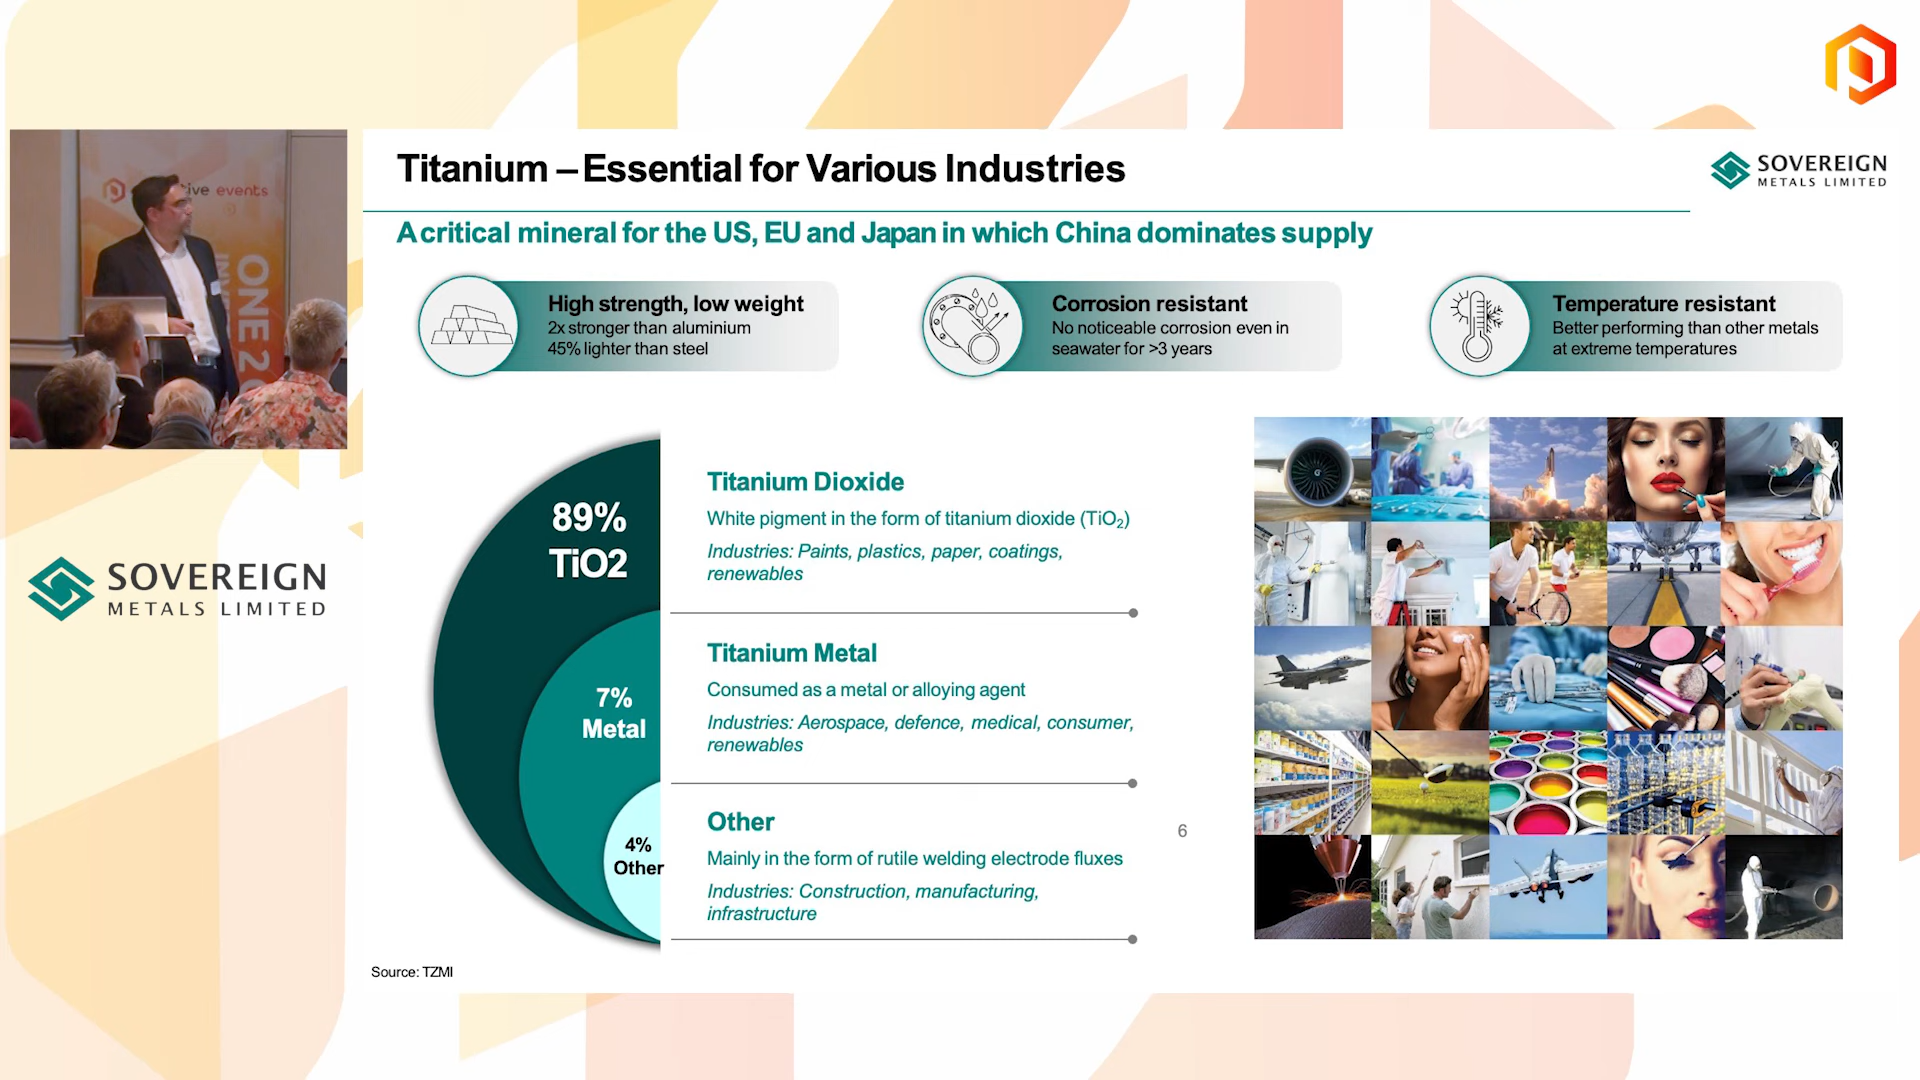 Titanium – Essential for Various Industries
SOVEREIGN
METALS LIMITED
A critical mineral for the US, EU and Japan in which China dominates supply
High strength, low weight
2x stronger than aluminium
45% lighter than steel
Corrosion resistant
No noticeable corrosion even in
seawater for >3 years
Temperature resistant
Better performing than other metals
at extreme temperatures
events
ONE
89%
TiO2
Titanium Dioxide
White pigment in the form of titanium dioxide (TiO₂)
Industries: Paints, plastics, paper, coatings,
renewables
SOVEREIGN
METALS LIMITED
7%
Metal
Titanium Metal
Consumed as a metal or alloying agent
Industries: Aerospace, defence, medical, consumer,
renewables
4%
Other
Other
Mainly in the form of rutile welding electrode fluxes
Industries: Construction, manufacturing,
infrastructure
6
Source: TZMI